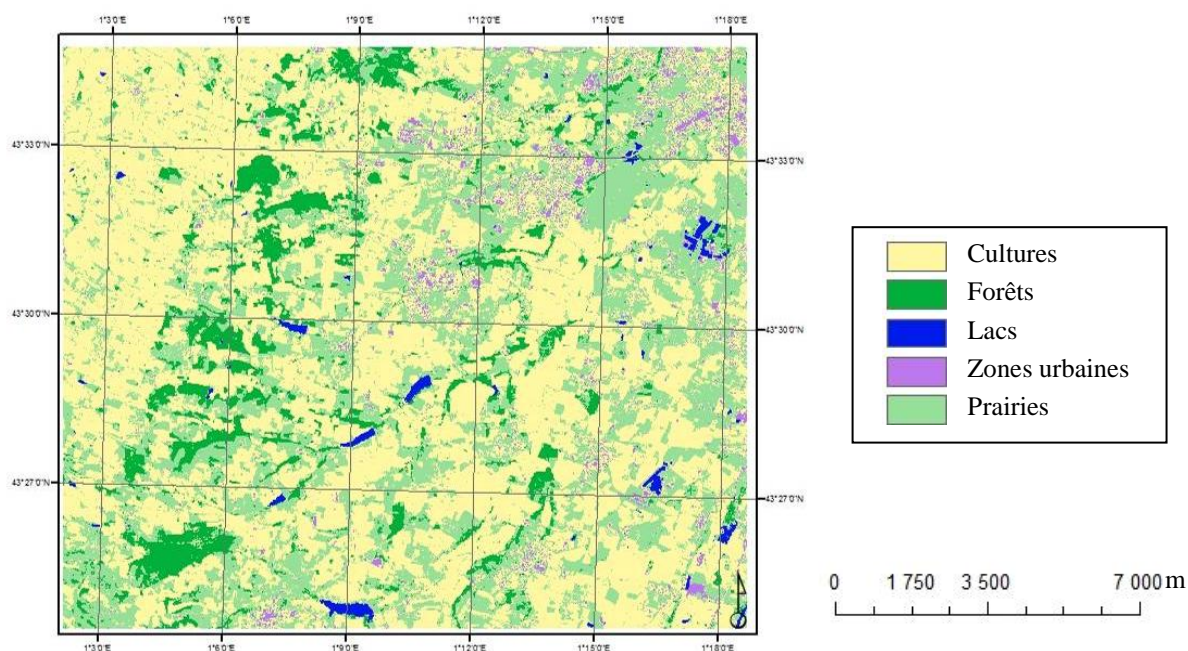 1°3'0"E 1°6'0"E 1°9'0"E 1°12'0"E 1°15'0"E 1°18'0"E
43°33'0"N 43°33'0"N
43°30'0"N 43°30'0"N
43°27'0"N 43°27'0"N
1°3'0"E 1°6'0"E 1°9'0"E 1°12'0"E 1°15'0"E 1°18'0"E
Cultures
Forêts
Lacs
Zones urbaines
Prairies
0 1 750 3 500 7 000 m